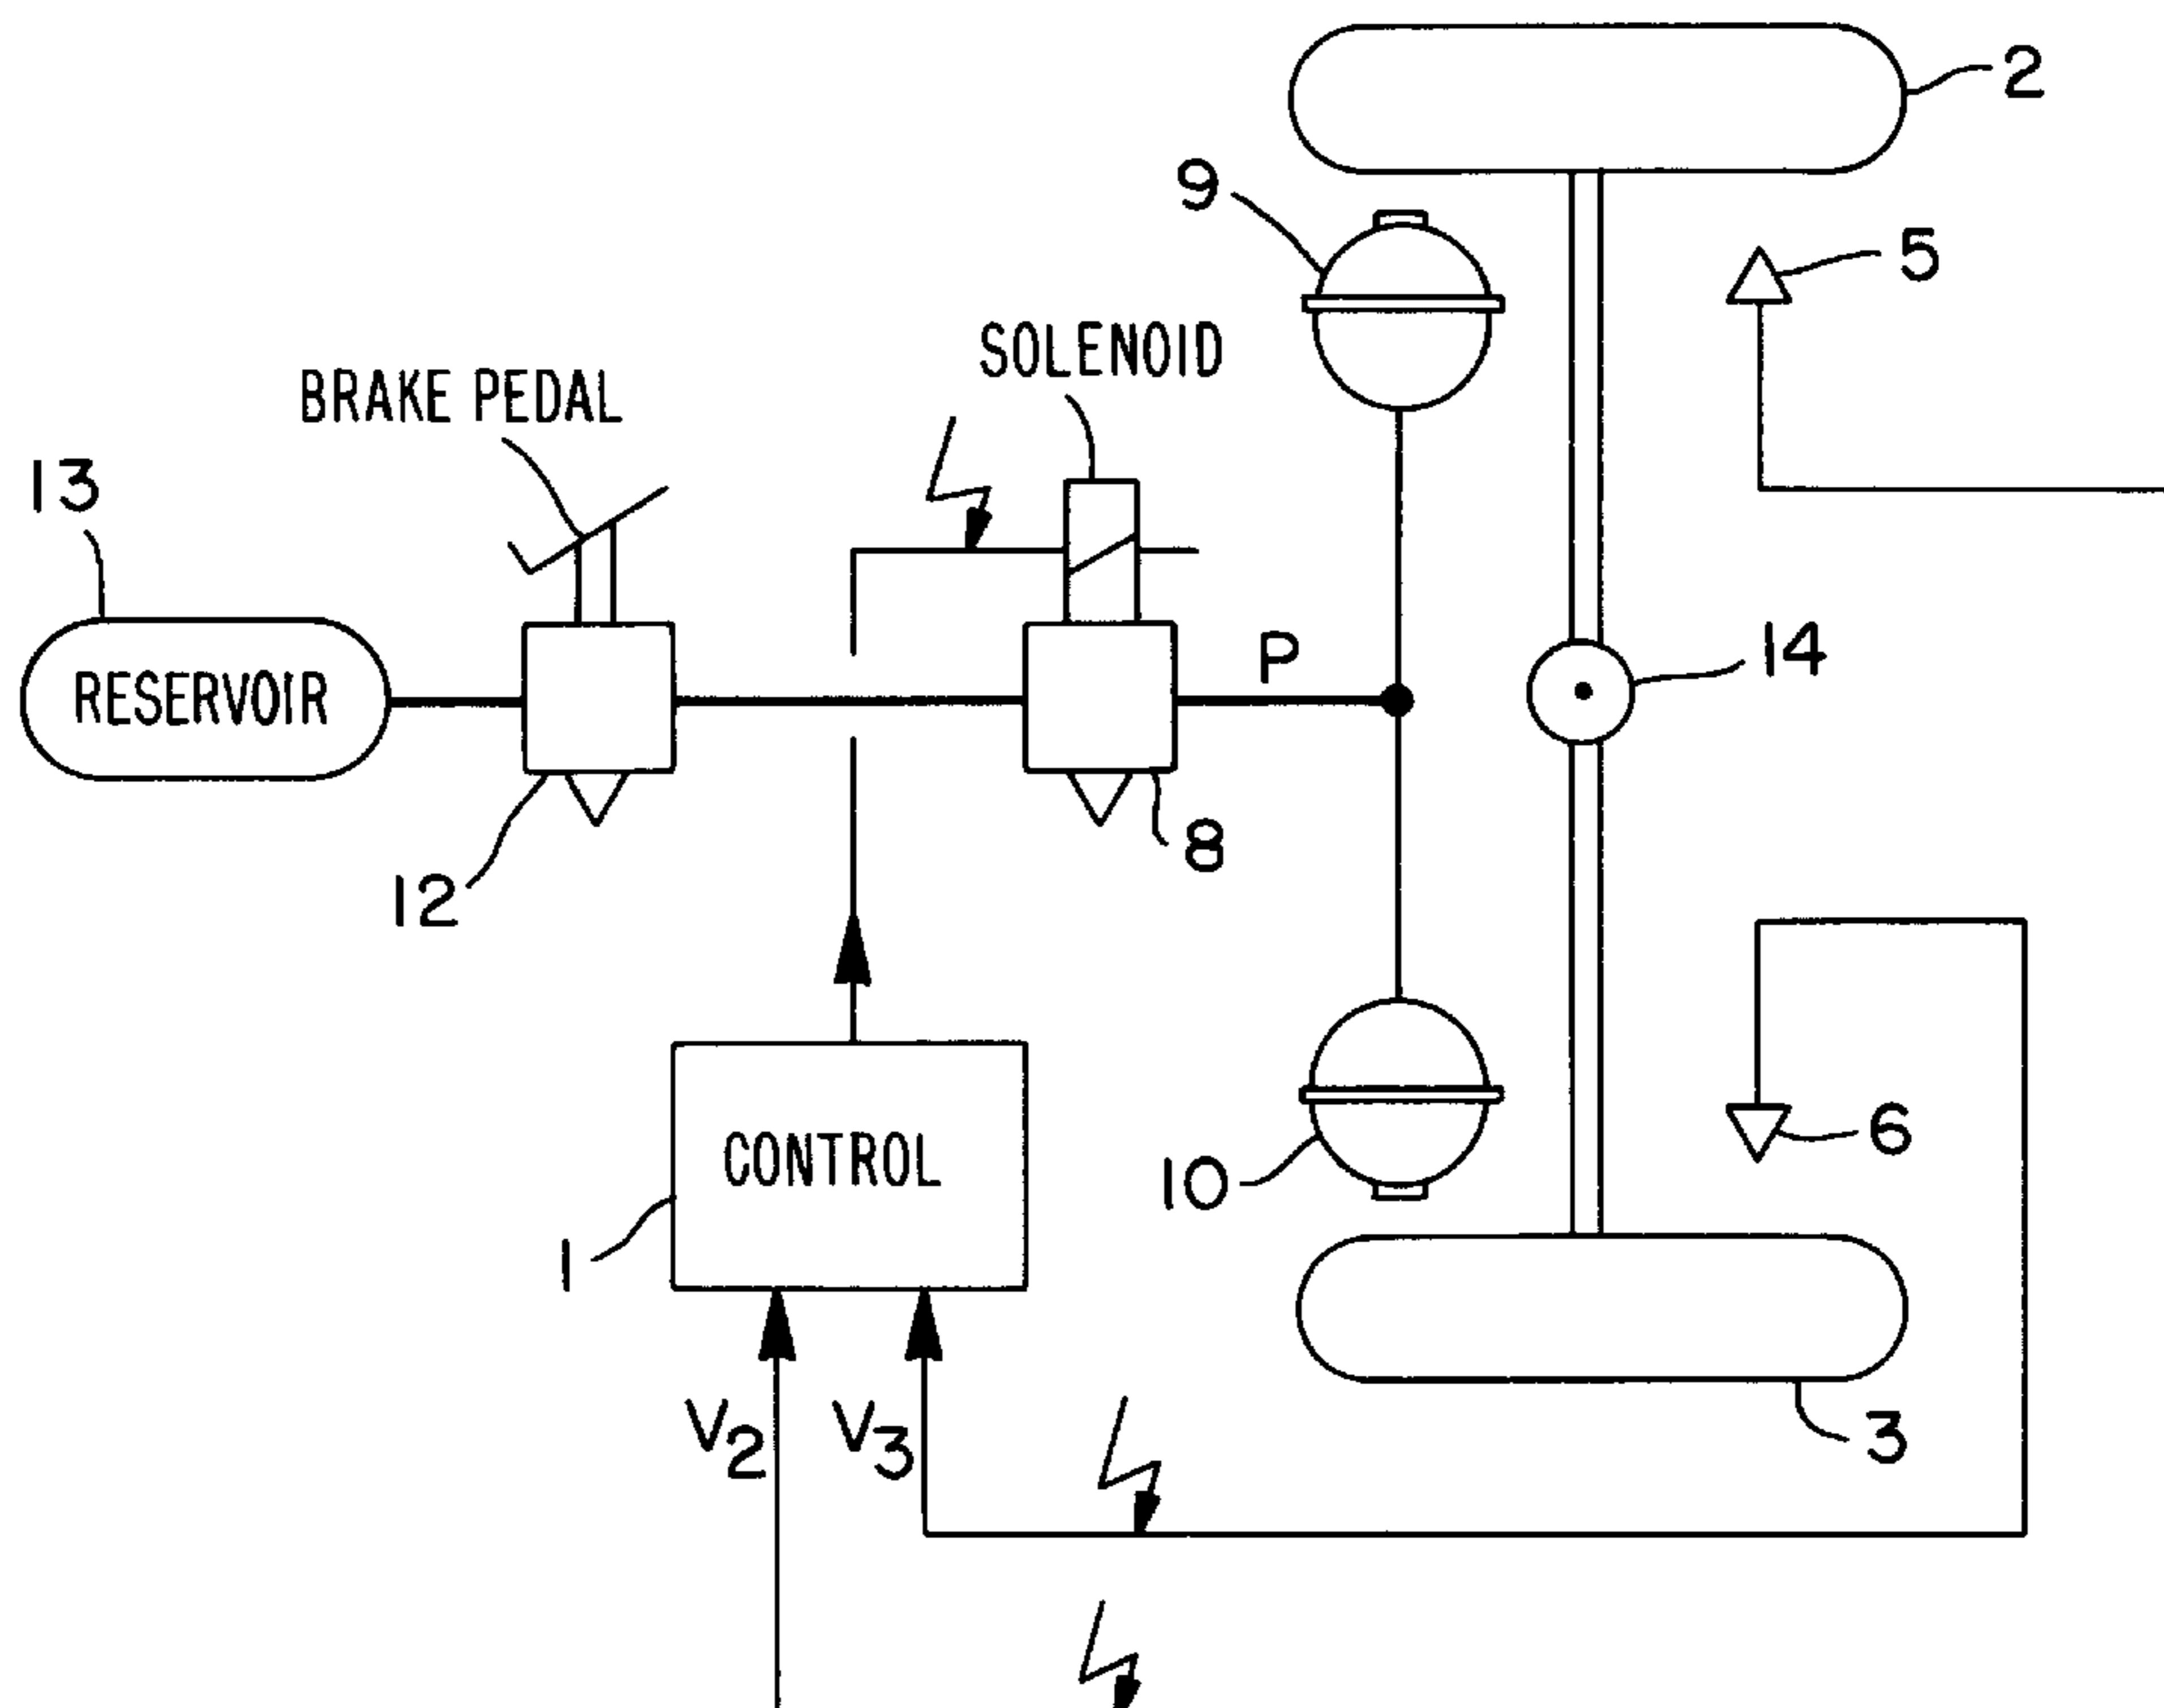 2
9
5
SOLENOID
BRAKE PEDAL
13
RESERVOIR
P
14
12
8
CONTROL
6
10
1
V2
V3
3